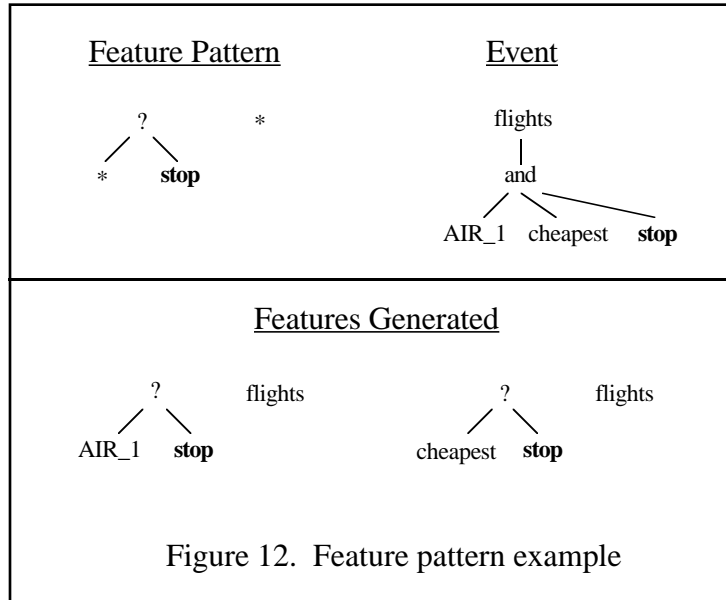 Feature Pattern Event
? * flights
* stop and
AIR_1 cheapest stop
Features Generated
? flights ? flights
AIR_1 stop cheapest stop
Figure 12. Feature pattern example